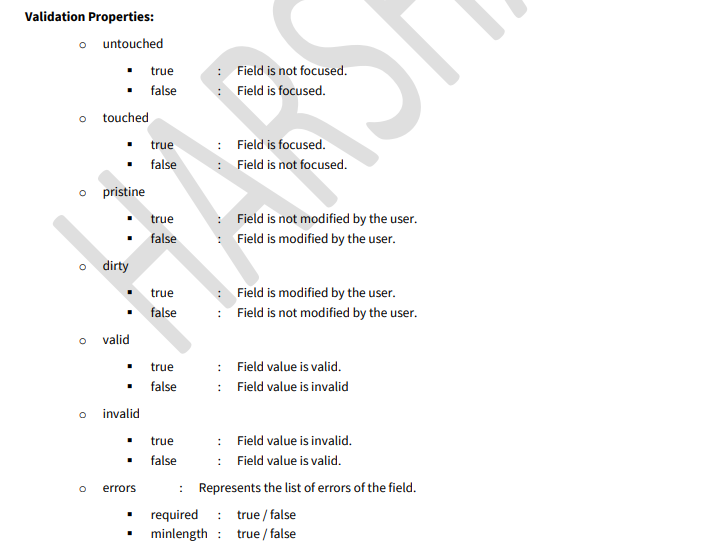 Validation Properties:
o untouched
▪ true : Field is not focused.
▪ false : Field is focused.
o touched
▪ true : Field is focused.
▪ false : Field is not focused.
o pristine
▪ true : Field is not modified by the user.
▪ false : Field is modified by the user.
o dirty
▪ true : Field is modified by the user.
▪ false : Field is not modified by the user.
o valid
▪ true : Field value is valid.
▪ false : Field value is invalid
o invalid
▪ true : Field value is invalid.
▪ false : Field value is valid.
o errors : Represents the list of errors of the field.
▪ required : true / false
▪ minlength : true / false
HARSH